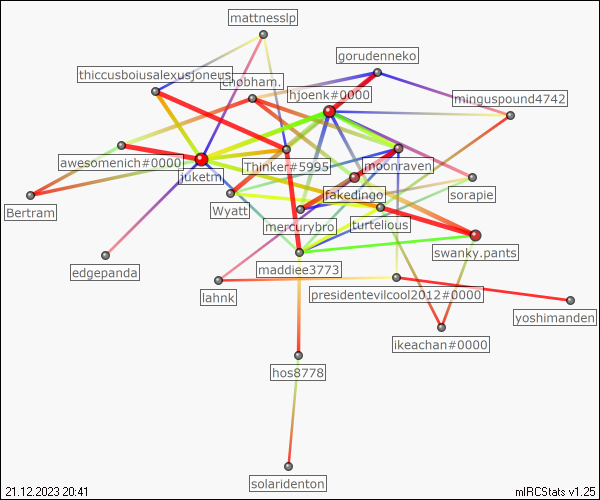 mattnesslp
gorudenneko
thiccusboiusalexusjoneus
chobham.
hjoenk#0000
minguspound4742
awesomenich#0000
Thinker#5995
moonraven
juketm
fakedingo
sorapie
Bertram
Wyatt
mercurybro
turtelious
swanky.pants
edgepanda
maddiee3773
lahnk
presidentevilcool2012#0000
yoshimanden
ikeachan#0000
hos8778
solaridenton
21.12.2023 20:41
mIRCStats v1.25